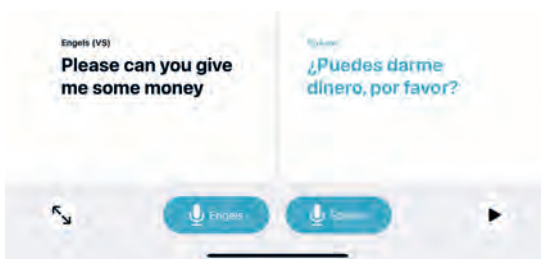 Engels (VS)
Please can you give
me some money
¿Puedes darme
dinero, por favor?
Engels